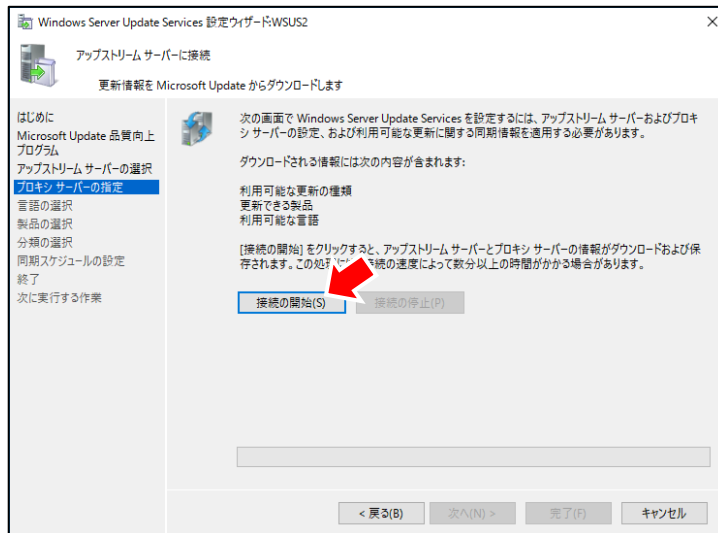 Windows Server Update Services 設定ウィザード:WSUS2
アップストリーム サーバーに接続
更新情報を Microsoft Update からダウンロードします
はじめに
Microsoft Update 品質向上
プログラム
アップストリーム サーバーの選択
プロキシ サーバーの指定
言語の選択
製品の選択
分類の選択
同期スケジュールの設定
終了
次に実行する作業
次の画面で Windows Server Update Services を設定するには、アップストリーム サーバーおよびプロキ
シ サーバーの設定、および利用可能な更新に関する同期情報を適用する必要があります。
ダウンロードされる情報には次の内容が含まれます:
利用可能な更新の種類
更新できる製品
利用可能な言語
[接続の開始] をクリックすると、アップストリーム サーバーとプロキシ サーバーの情報がダウンロードおよび保
存されます。この処理には、続の速度によって数分以上の時間がかかる場合があります。
接続の開始(S)
接続の停止(P)
< 戻る(B)
次へ(N) >
完了(F)
キャンセル